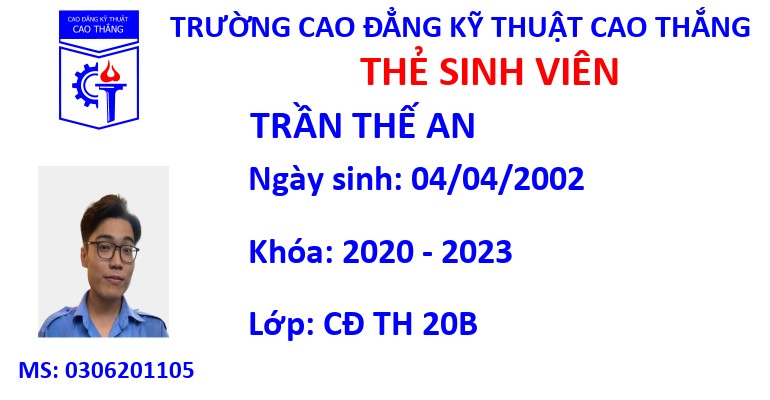 CAO ĐẲNG KỸ THUẬT
CAO THẮNG
TRƯỜNG CAO ĐẲNG KỸ THUẬT CAO THẮNG
THẺ SINH VIÊN
TRẦN THẾ AN
Ngày sinh: 04/04/2002
Khóa: 2020 - 2023
Lớp: CĐ TH 20B
MS: 0306201105